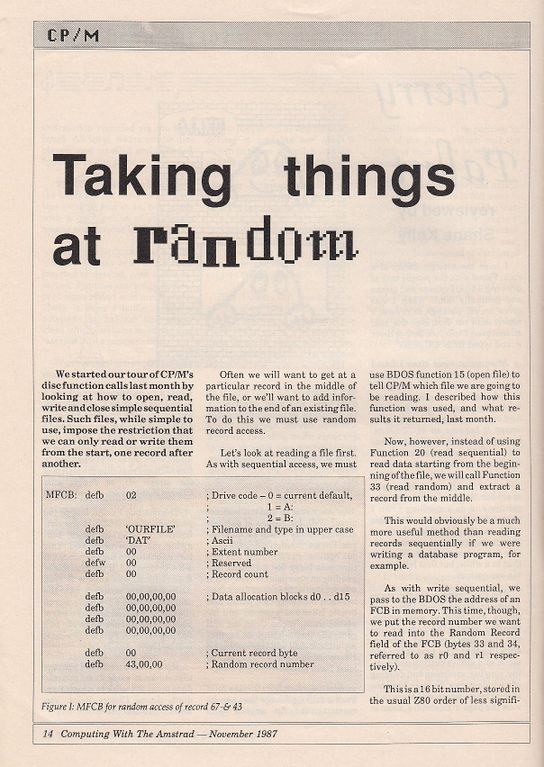 CP/M
Taking things
at random
We started our tour of CP/M's
disc function calls last month by
looking at how to open, read,
write and close simple sequential
files. Such files, while simple to
use, impose the restriction that
we can only read or write them
from the start, one record after
another.
Often we will want to get at a
particular record in the middle of
the file, or we'll want to add infor-
mation to the end of an existing file.
To do this we must use random
record access.
Let's look at reading a file first.
As with sequential access, we must
use BDOS function 15 (open file) to
tell CP/M which file we are going to
be reading. I described how this
function was used, and what re-
sults it returned, last month.
Now, however, instead of using
Function 20 (read sequential) to
read data starting from the begin-
ning of the file, we will call Function
33 (read random) and extract a
record from the middle.
This would obviously be a much
more useful method than reading
records sequentially if we were
writing a database program, for
example.
As with write sequential, we
pass to the BDOS the address of an
FCB in memory. This time, though,
we put the record number we want
to read into the Random Record
field of the FCB (bytes 33 and 34,
referred to as r0 and r1 respec-
tively).
This is a 16 bit number, stored in
the usual Z80 order of less signifi-
MFCB: defb 02 ; Drive code – 0 = current default,
; 1 = A:
; 2 = B:
defb 'OURFILE' ; Filename and type in upper case
defb 'DAT' ; Ascii
defb 00 ; Extent number
defw 00 ; Reserved
defb 00 ; Record count
defb 00,00,00,00 ; Data allocation blocks d0 . . d15
defb 00,00,00,00
defb 00,00,00,00
defb 00,00,00,00
defb 00 ; Current record byte
defb 43,00,00 ; Random record number
Figure I: MFCB for random access of record 67 & 43
14 Computing With The Amstrad — November 1987